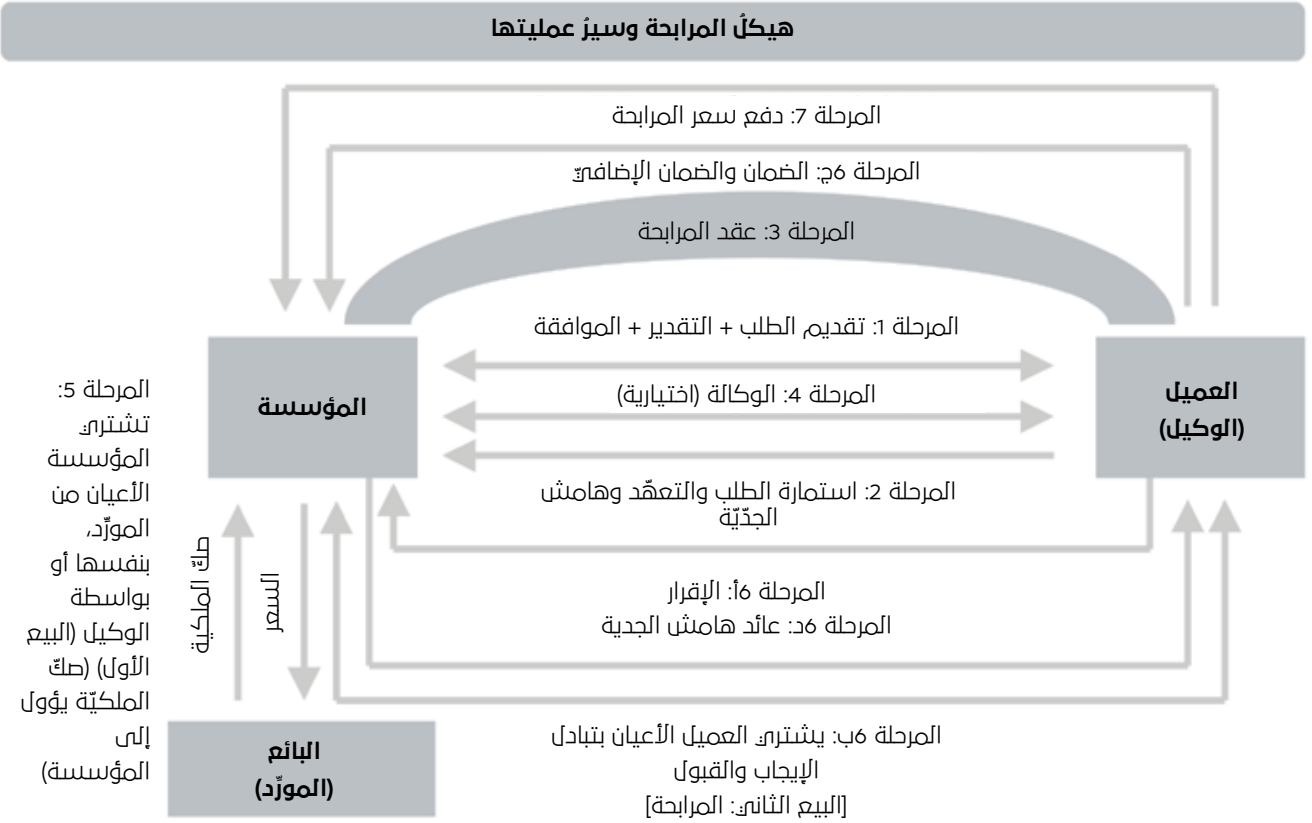 هيكلُ المرابحة وسيرُ عمليتها
المرحلة 7: دفع سعر المرابحة
المرحلة 6ج: الضمان والضمان الإضافيّ
المرحلة 3: عقد المرابحة
المرحلة 1: تقديم الطلب + التقدير + الموافقة
العميل
(الوكيل)
المؤسسة
المرحلة 4: الوكالة (اختيارية)
المرحلة 2: استمارة الطلب والتعهّد وهامش
الجدّيّة
المرحلة 6أ: الإقرار
المرحلة 6د: عائد هامش الجدية
المرحلة 6ب: يشتري العميل الأعيان بتبادل
الإيجاب والقبول
[البيع الثاني: المرابحة]
السعر
صكّ الملكية
البائع
(المورِّد)
المرحلة 5:
تشتري
المؤسسة
الأعيان من
المورِّد،
بنفسها أو
بواسطة
الوكيل (البيع
الأول) (صكّ
الملكيّة يؤول
إلى
المؤسسة)